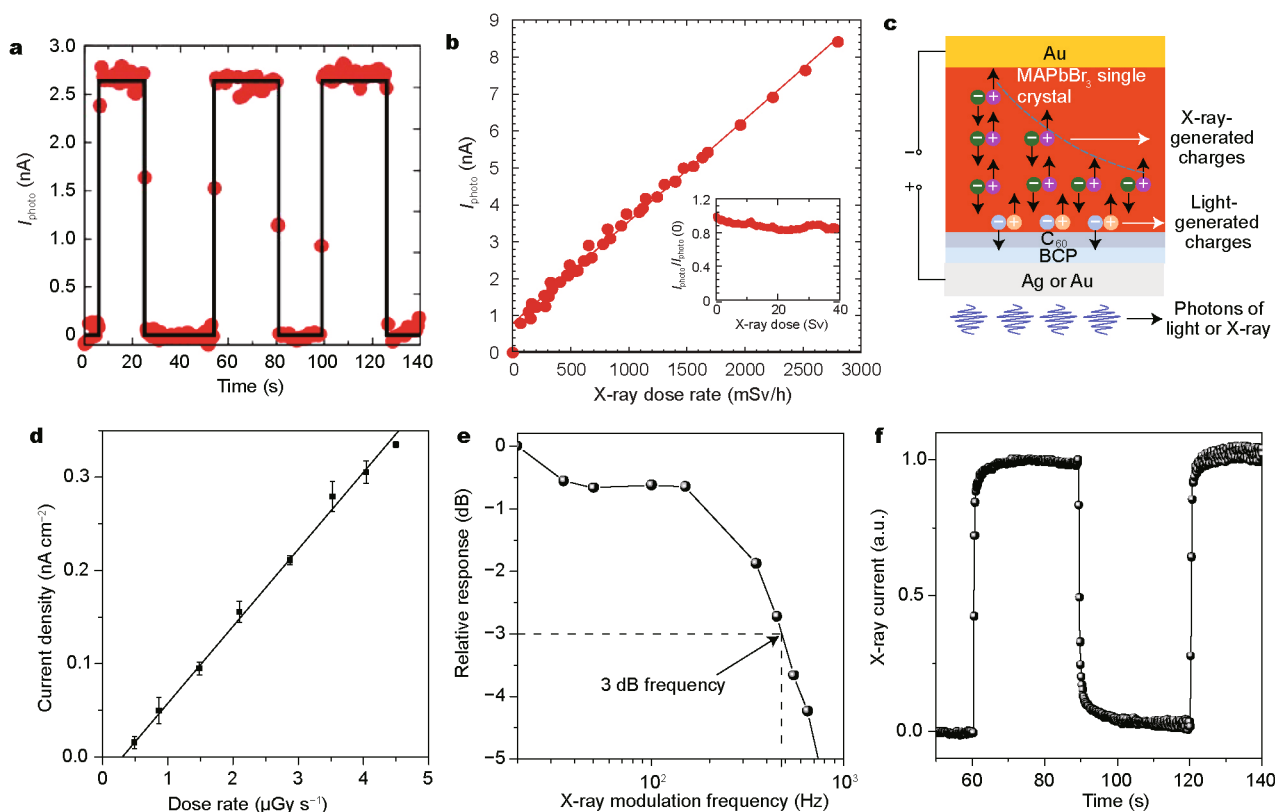 a
3.0
2.5
2.0
1.5
1.0
0.5
0
I photo (nA)
0 20 40 60 80 100 120 140
Time (s)
b
9
8
7
6
5
4
3
2
1
0
I photo (nA)
0 500 1000 1500 2000 2500 3000
X-ray dose rate (mSv/h)
1.2
0.8
0.4
0
I photo/I photo (0)
0 20 40
X-ray dose (Sv)
c
Au
MAPbBr₃ single
crystal
− + − +
− + − +
− + − + − + − +
− + − + − +
C₆₀
BCP
Ag or Au
−
+
X-ray-
generated
charges
Light-
generated
charges
Photons of
light or X-ray
d
0.3
0.2
0.1
0.0
Current density (nA cm⁻²)
0 1 2 3 4 5
Dose rate (µGy s⁻¹)
e
0
−1
−2
−3
−4
−5
Relative response (dB)
3 dB frequency
10² 10³
X-ray modulation frequency (Hz)
f
1.0
0.5
0.0
X-ray current (a.u.)
60 80 100 120 140
Time (s)